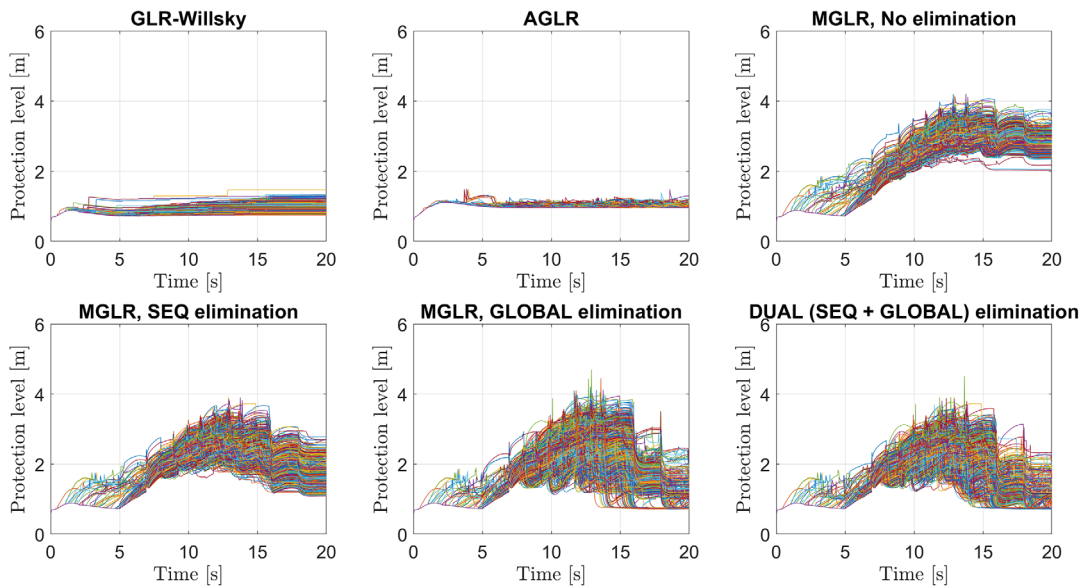 GLR-Willsky
Protection level [m]
6
4
2
0
0 5 10 15 20
Time [s]
AGLR
Protection level [m]
6
4
2
0
0 5 10 15 20
Time [s]
MGLR, No elimination
Protection level [m]
6
4
2
0
0 5 10 15 20
Time [s]
MGLR, SEQ elimination
Protection level [m]
6
4
2
0
0 5 10 15 20
Time [s]
MGLR, GLOBAL elimination
Protection level [m]
6
4
2
0
0 5 10 15 20
Time [s]
DUAL (SEQ + GLOBAL) elimination
Protection level [m]
6
4
2
0
0 5 10 15 20
Time [s]